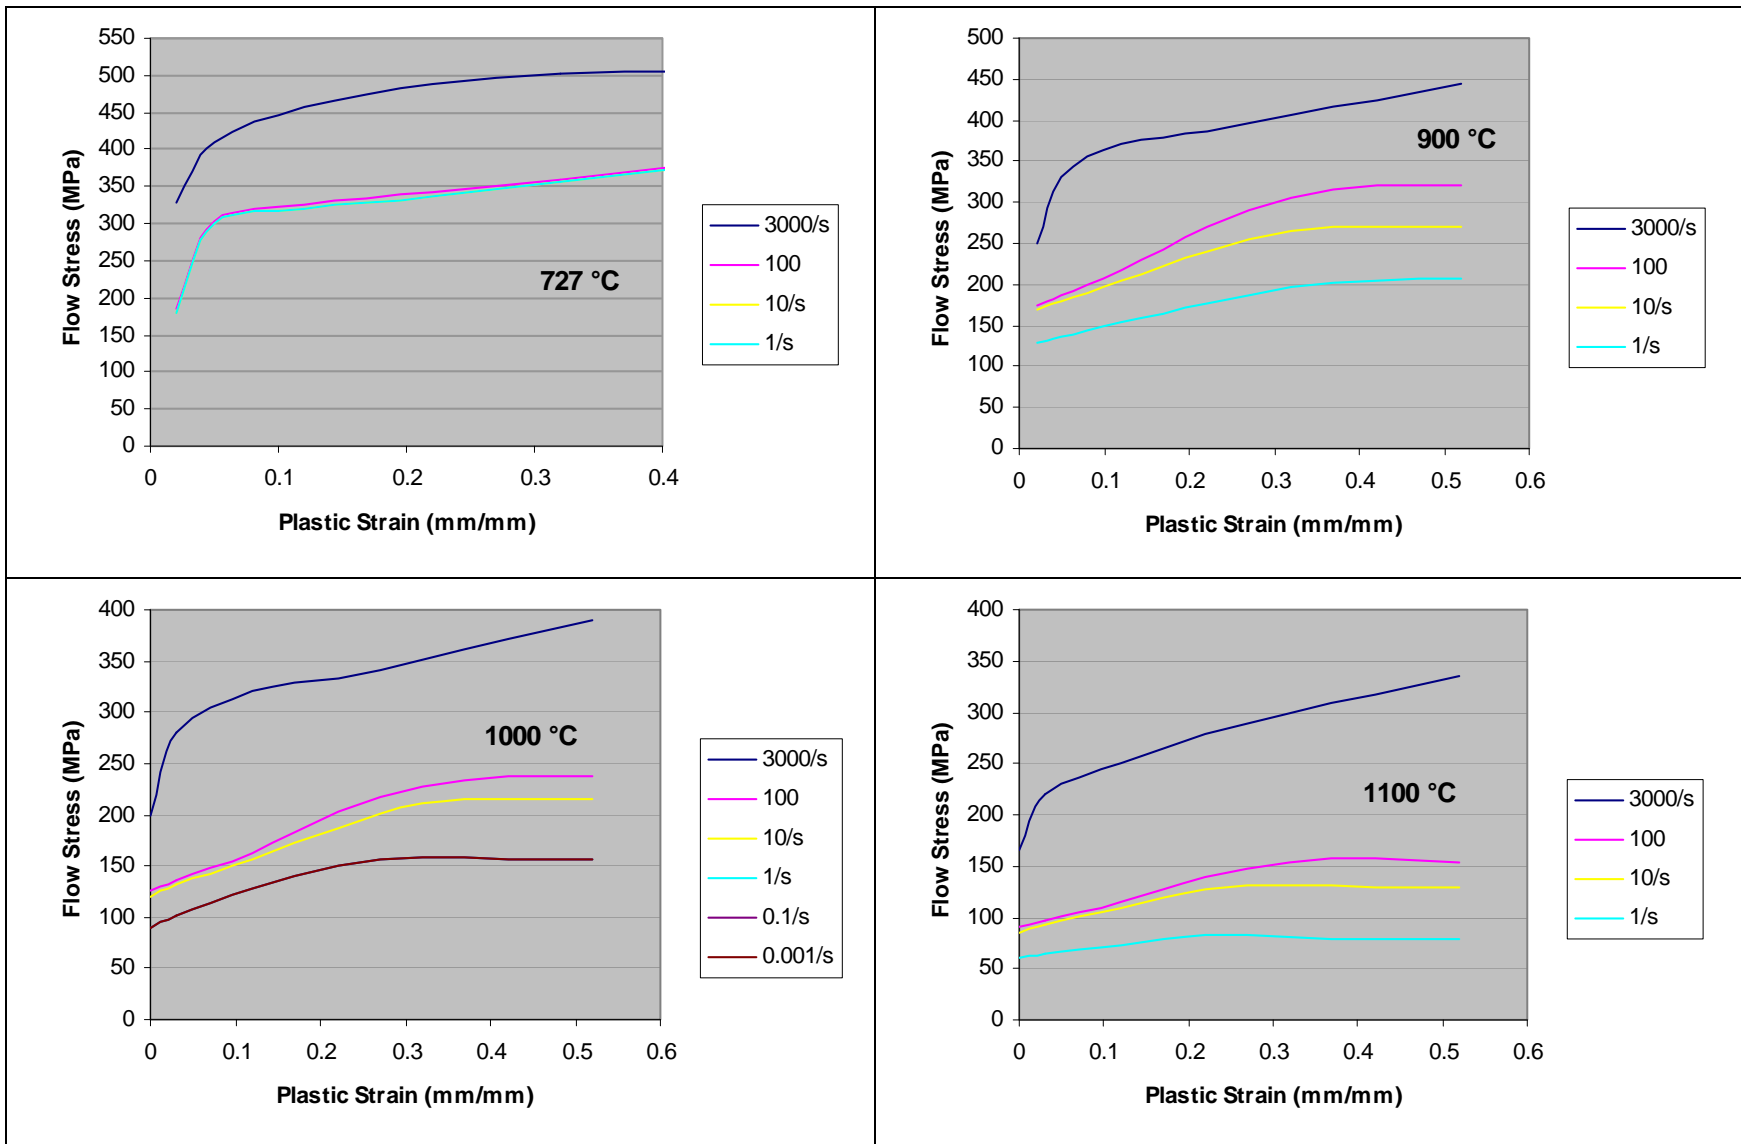 550
500
450
400
350
300
250
200
150
100
50
0
0 0.1 0.2 0.3 0.4
Plastic Strain (mm/mm)
Flow Stress (MPa)
727 °C
3000/s
100
10/s
1/s
500
450
400
350
300
250
200
150
100
50
0
0 0.1 0.2 0.3 0.4 0.5 0.6
Plastic Strain (mm/mm)
Flow Stress (MPa)
900 °C
3000/s
100
10/s
1/s
400
350
300
250
200
150
100
50
0
0 0.1 0.2 0.3 0.4 0.5 0.6
Plastic Strain (mm/mm)
Flow Stress (MPa)
1000 °C
3000/s
100
10/s
1/s
0.1/s
0.001/s
400
350
300
250
200
150
100
50
0
0 0.1 0.2 0.3 0.4 0.5 0.6
Plastic Strain (mm/mm)
Flow Stress (MPa)
1100 °C
3000/s
100
10/s
1/s